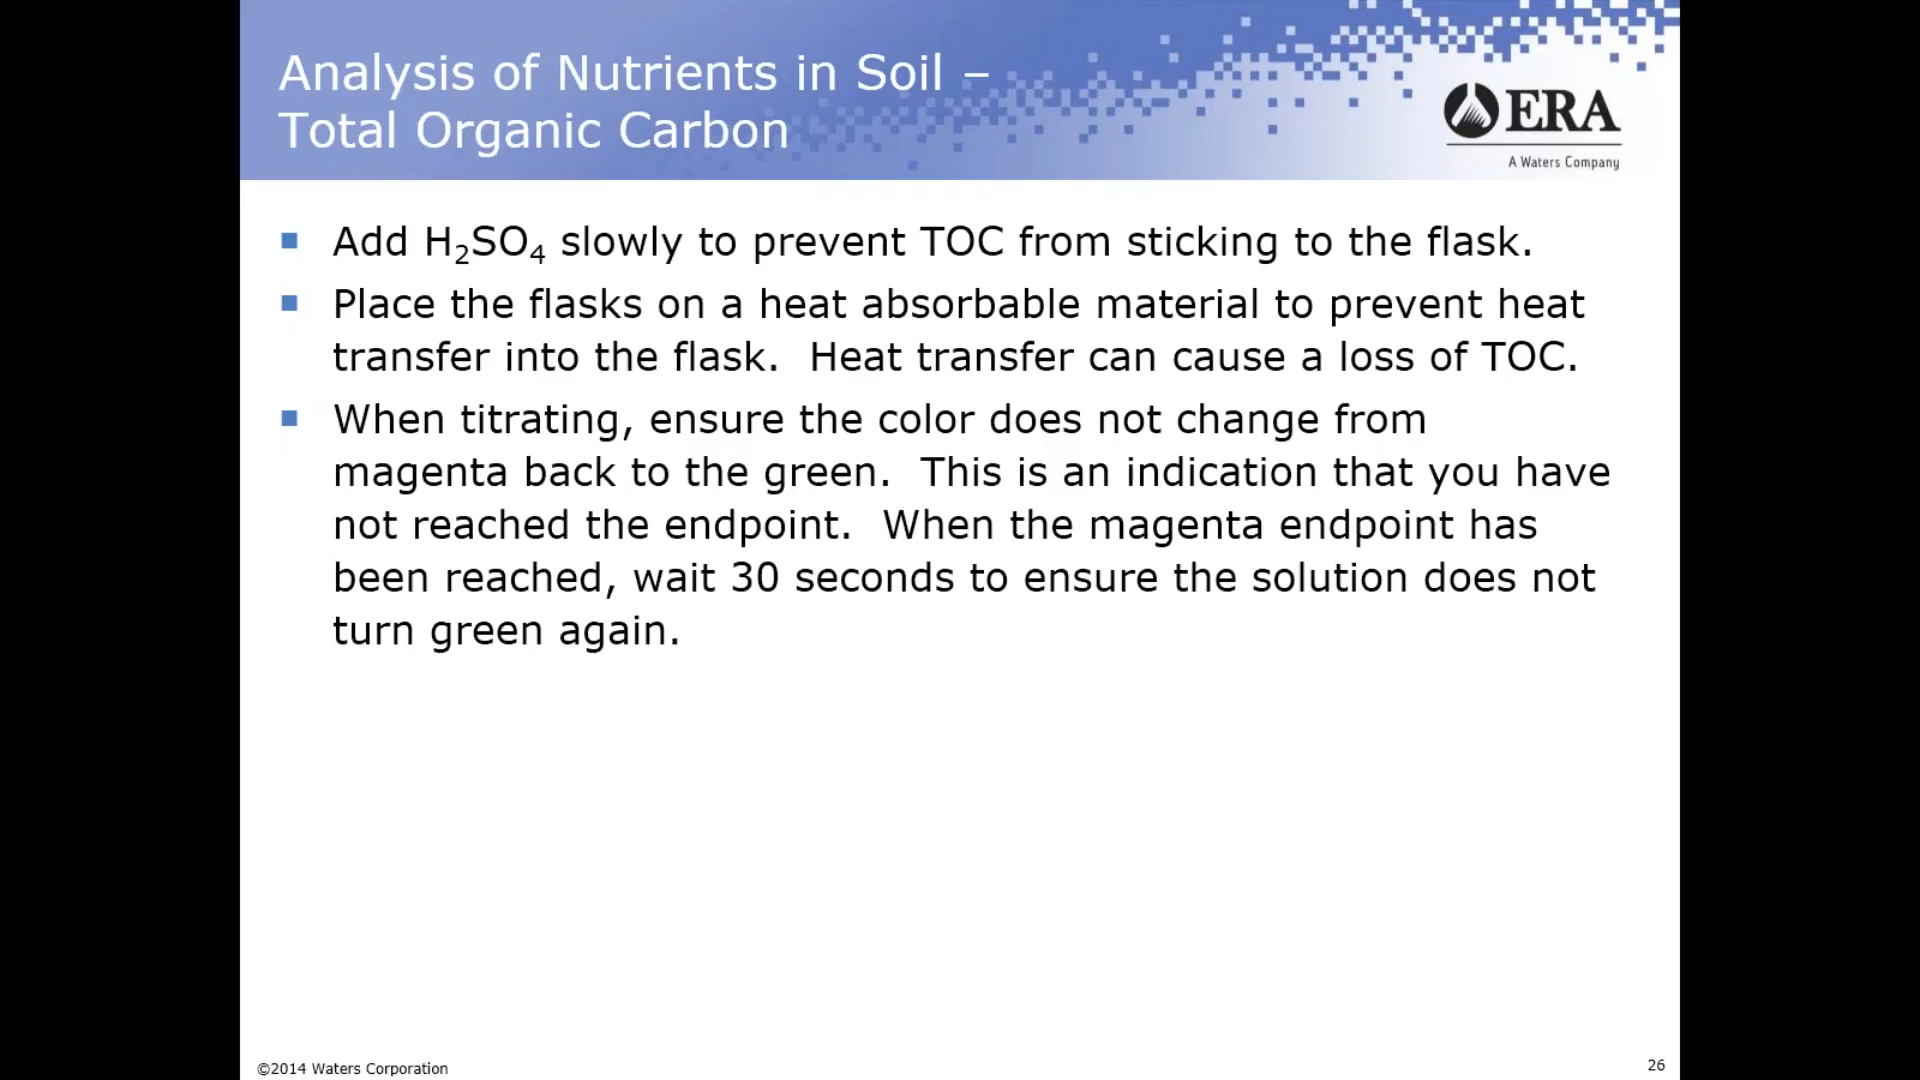 Analysis of Nutrients in Soil –
Total Organic Carbon
ERA
A Waters Company
Add H₂SO₄ slowly to prevent TOC from sticking to the flask.
Place the flasks on a heat absorbable material to prevent heat
transfer into the flask.  Heat transfer can cause a loss of TOC.
When titrating, ensure the color does not change from
magenta back to the green.  This is an indication that you have
not reached the endpoint.  When the magenta endpoint has
been reached, wait 30 seconds to ensure the solution does not
turn green again.
©2014 Waters Corporation
26